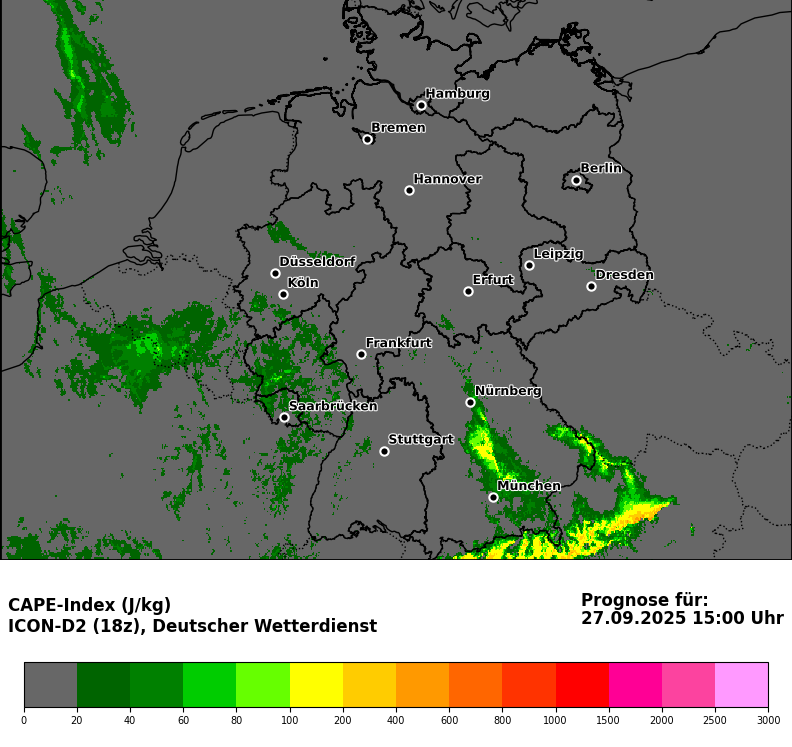 Hamburg
Bremen
Berlin
Hannover
Leipzig
Düsseldorf
Dresden
Köln
Erfurt
Frankfurt
Nürnberg
Saarbrücken
Stuttgart
München
CAPE-Index (J/kg)
ICON-D2 (18z), Deutscher Wetterdienst
Prognose für:
27.09.2025 15:00 Uhr
0 20 40 60 80 100 200 400 600 800 1000 1500 2000 2500 3000